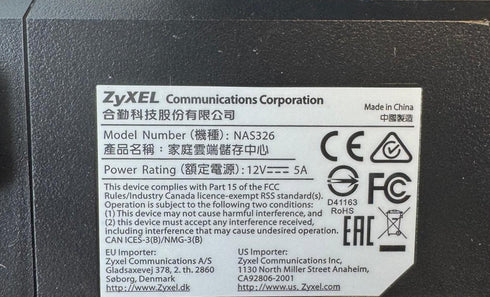 ZyXEL Communications Corporation
合勤科技股份有限公司
Made in China
中國製造
Model Number (機種): NAS326
產品名稱：家庭雲端儲存中心
Power Rating (額定電源): 12V⎓ 5A
This device complies with Part 15 of the FCC
Rules/Industry Canada licence-exempt RSS standard(s).
Operation is subject to the following two conditions:
(1) This device may not cause harmful interference, and
(2) this device must accept any interference received,
including interference that may cause undesired operation.
CAN ICES-3(B)/NMG-3(B)
CE
FC
D41163
RoHS
EAC
EU Importer:
Zyxel Communications A/S
Gladsaxevej 378, 2. th. 2860
Søborg, Denmark
http://www.Zyxel.dk
US Importer:
Zyxel Communications Inc,
1130 North Miller Street Anaheim,
CA92806-2001
http://www.Zyxel.com